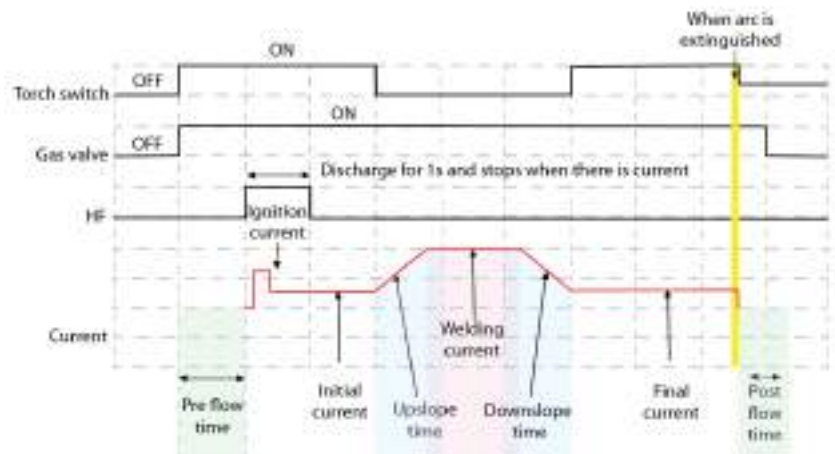 When arc is
extinguished
ON
OFF
Torch switch
ON
OFF
Gas valve
Discharge for 1s and stops when there is current
HF
Ignition
current
Current
Welding
current
Pre flow
time
Initial
current
Upslope
time
Downslope
time
Final
current
Post
flow
time